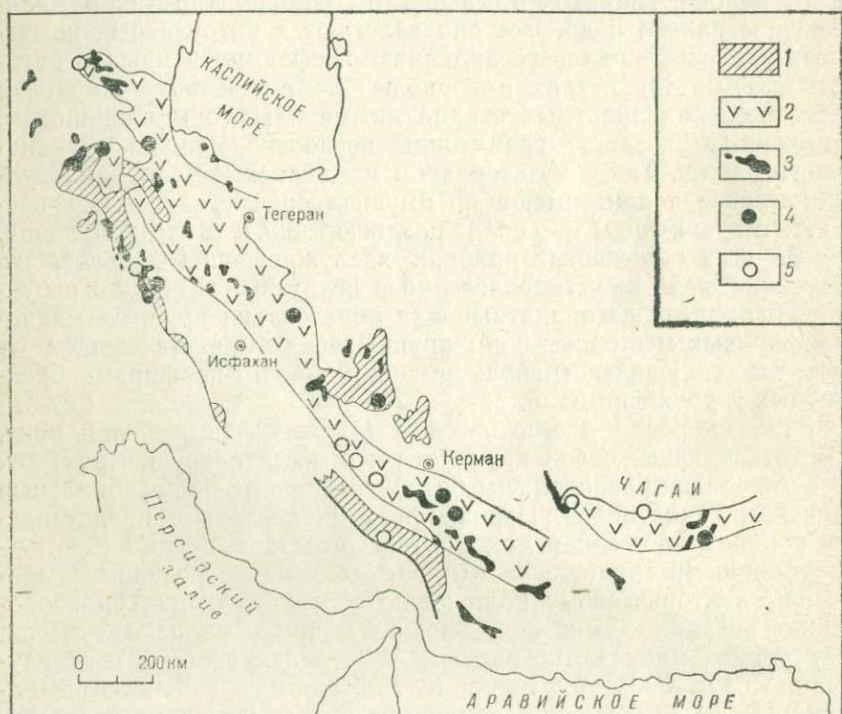 КАСПИЙСКОЕ
МОРЕ
1
2
3
4
5
Тегеран
Исфахан
Керман
ЧАГАИ
Персидский
залив
0 200 км
АРАВИЙСКОЕ МОРЕ